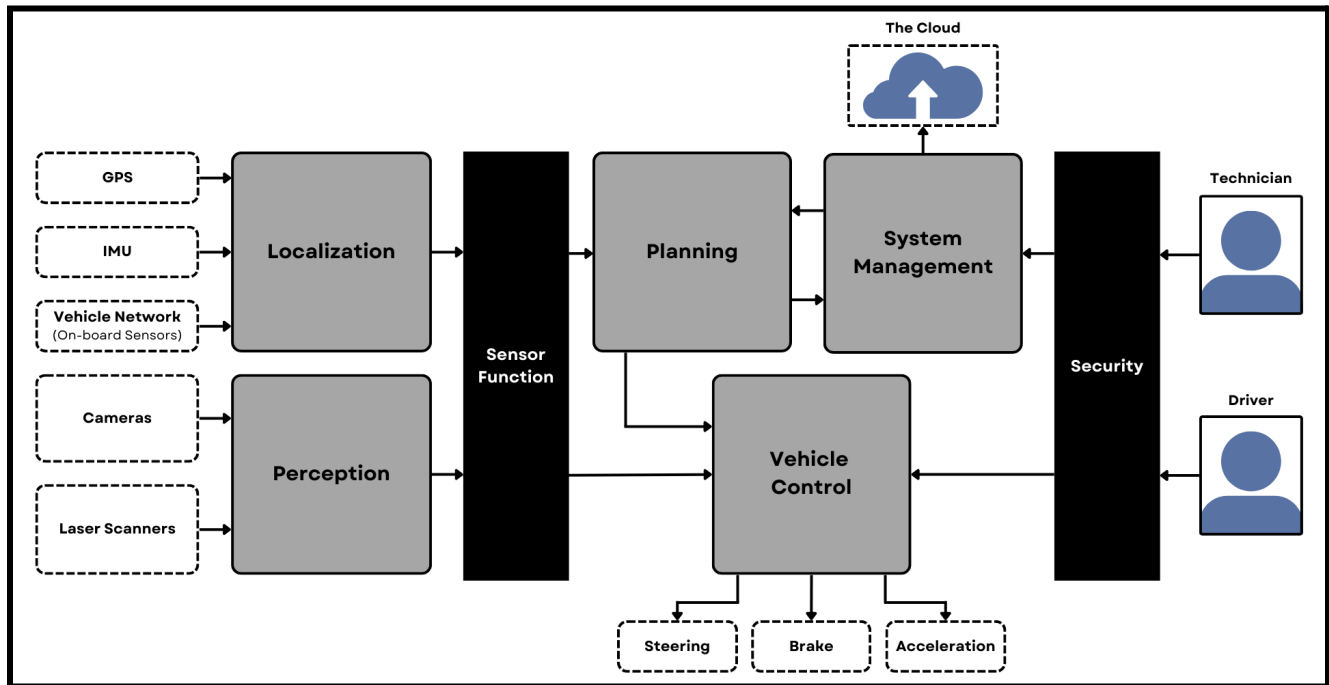 The Cloud
GPS
IMU
Vehicle Network
(On-board Sensors)
Cameras
Laser Scanners
Localization
Perception
Sensor
Function
Planning
System
Management
Vehicle
Control
Steering
Brake
Acceleration
Security
Technician
Driver